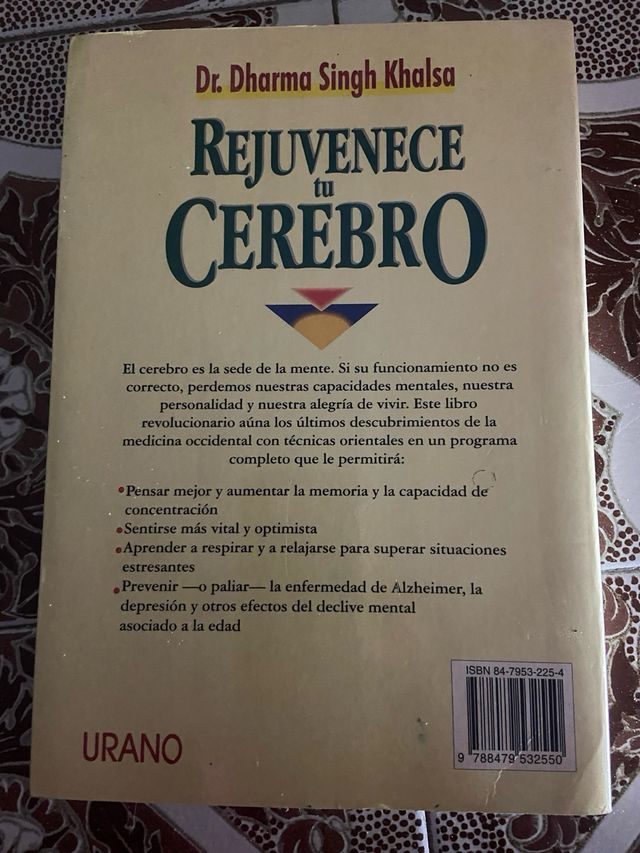 Dr. Dharma Singh Khalsa
REJUVENECE
tu
CEREBRO
El cerebro es la sede de la mente. Si su funcionamiento no es
correcto, perdemos nuestras capacidades mentales, nuestra
personalidad y nuestra alegría de vivir. Este libro
revolucionario aúna los últimos descubrimientos de la
medicina occidental con técnicas orientales en un programa
completo que le permitirá:
•Pensar mejor y aumentar la memoria y la capacidad de
concentración
•Sentirse más vital y optimista
•Aprender a respirar y a relajarse para superar situaciones
estresantes
•Prevenir —o paliar— la enfermedad de Alzheimer, la
depresión y otros efectos del declive mental
asociado a la edad
ISBN 84-7953-225-4
9 788479 532550
URANO